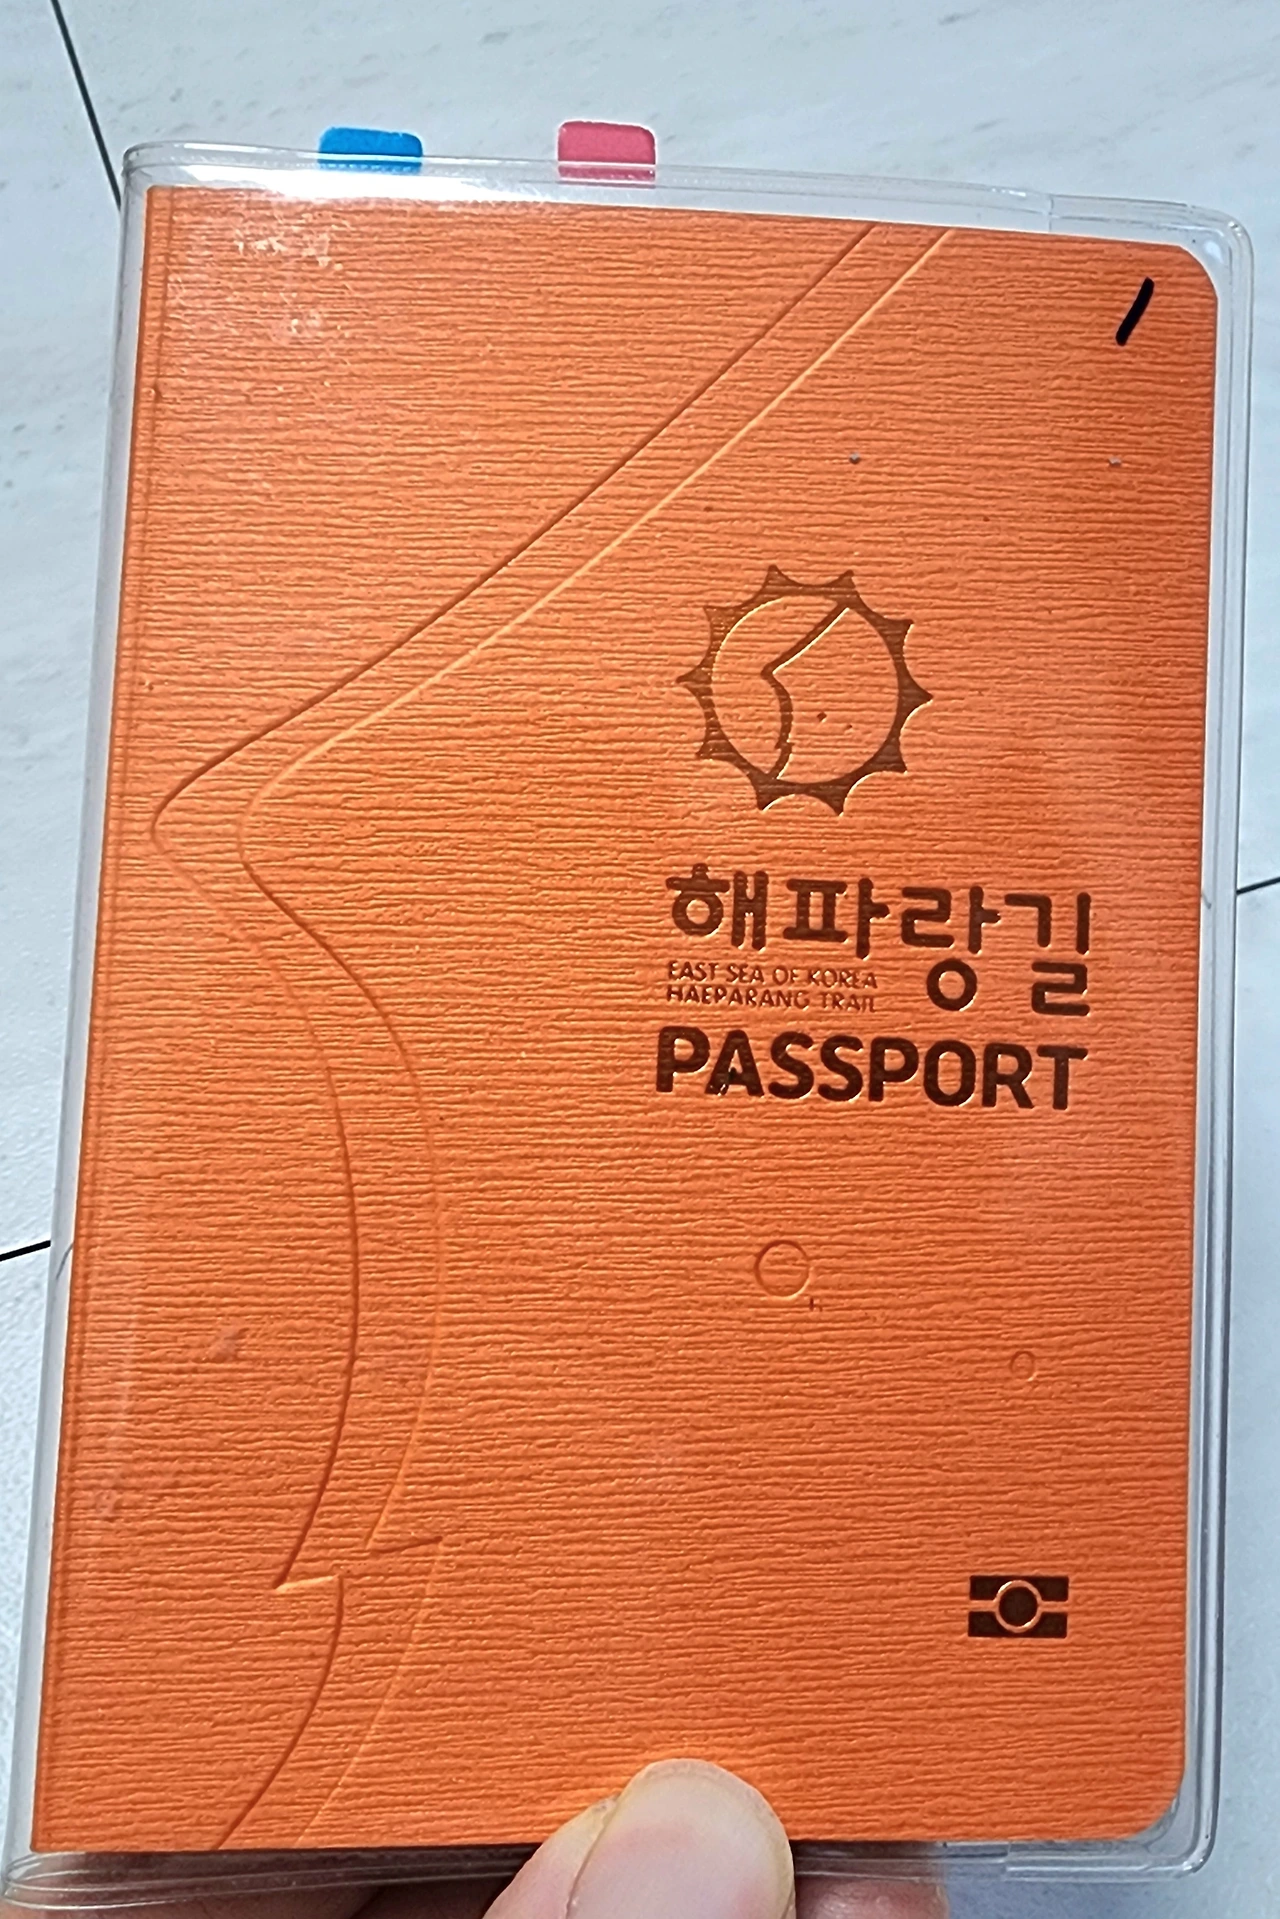 해파랑길
EAST SEA OF KOREA
HAEPARANG TRAIL
PASSPORT